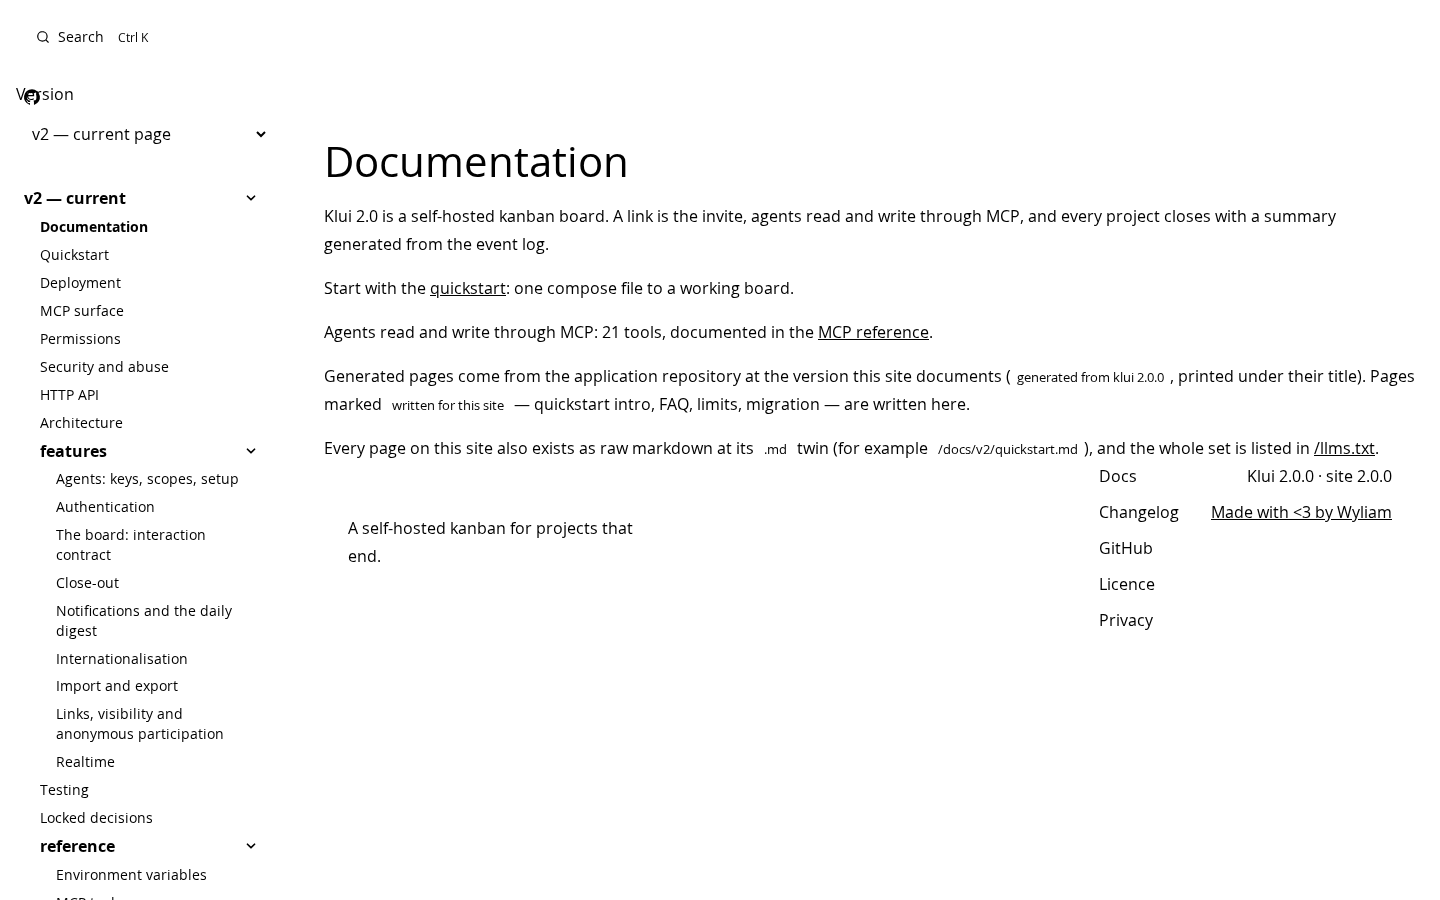 Search Ctrl K
Version
v2 — current page
v2 — current
Documentation
Quickstart
Deployment
MCP surface
Permissions
Security and abuse
HTTP API
Architecture
features
Agents: keys, scopes, setup
Authentication
The board: interaction
contract
Close-out
Notifications and the daily
digest
Internationalisation
Import and export
Links, visibility and
anonymous participation
Realtime
Testing
Locked decisions
reference
Environment variables
Documentation
Klui 2.0 is a self-hosted kanban board. A link is the invite, agents read and write through MCP, and every project closes with a summary
generated from the event log.
Start with the quickstart: one compose file to a working board.
Agents read and write through MCP: 21 tools, documented in the MCP reference.
Generated pages come from the application repository at the version this site documents ( generated from klui 2.0.0 , printed under their title). Pages
marked written for this site — quickstart intro, FAQ, limits, migration — are written here.
Every page on this site also exists as raw markdown at its .md twin (for example /docs/v2/quickstart.md ), and the whole set is listed in /llms.txt.
A self-hosted kanban for projects that
end.
Docs
Changelog
GitHub
Licence
Privacy
Klui 2.0.0 · site 2.0.0
Made with <3 by Wyliam